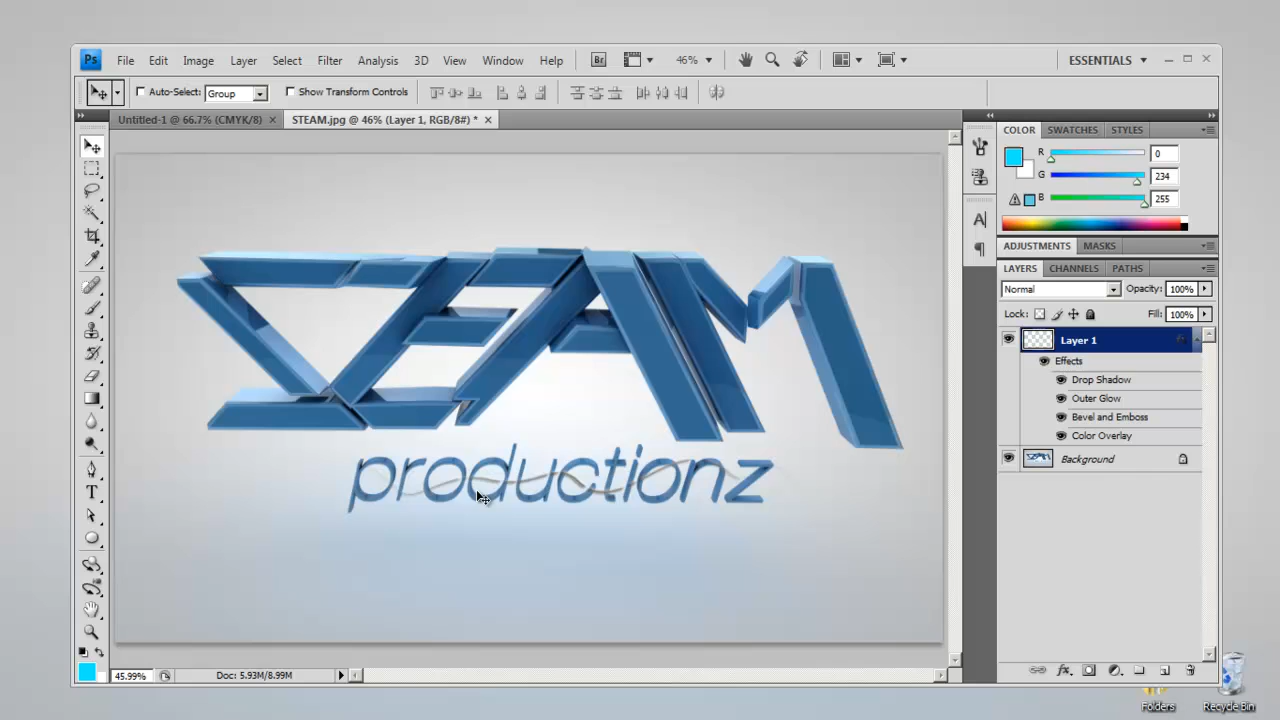 Ps File Edit Image Layer Select Filter Analysis 3D View Window Help Br 46% ESSENTIALS
Auto-Select: Group Show Transform Controls
Untitled-1 @ 66.7% (CMYK/8) STEAM.jpg @ 46% (Layer 1, RGB/8#) *
COLOR SWATCHES STYLES
R 0
G 234
B 255
ADJUSTMENTS MASKS
LAYERS CHANNELS PATHS
Normal Opacity: 100%
Lock: Fill: 100%
Layer 1
Effects
Drop Shadow
Outer Glow
Bevel and Emboss
Color Overlay
Background
STEAM
productionz
45.99% Doc: 5.93M/8.99M
Folders Recycle Bin